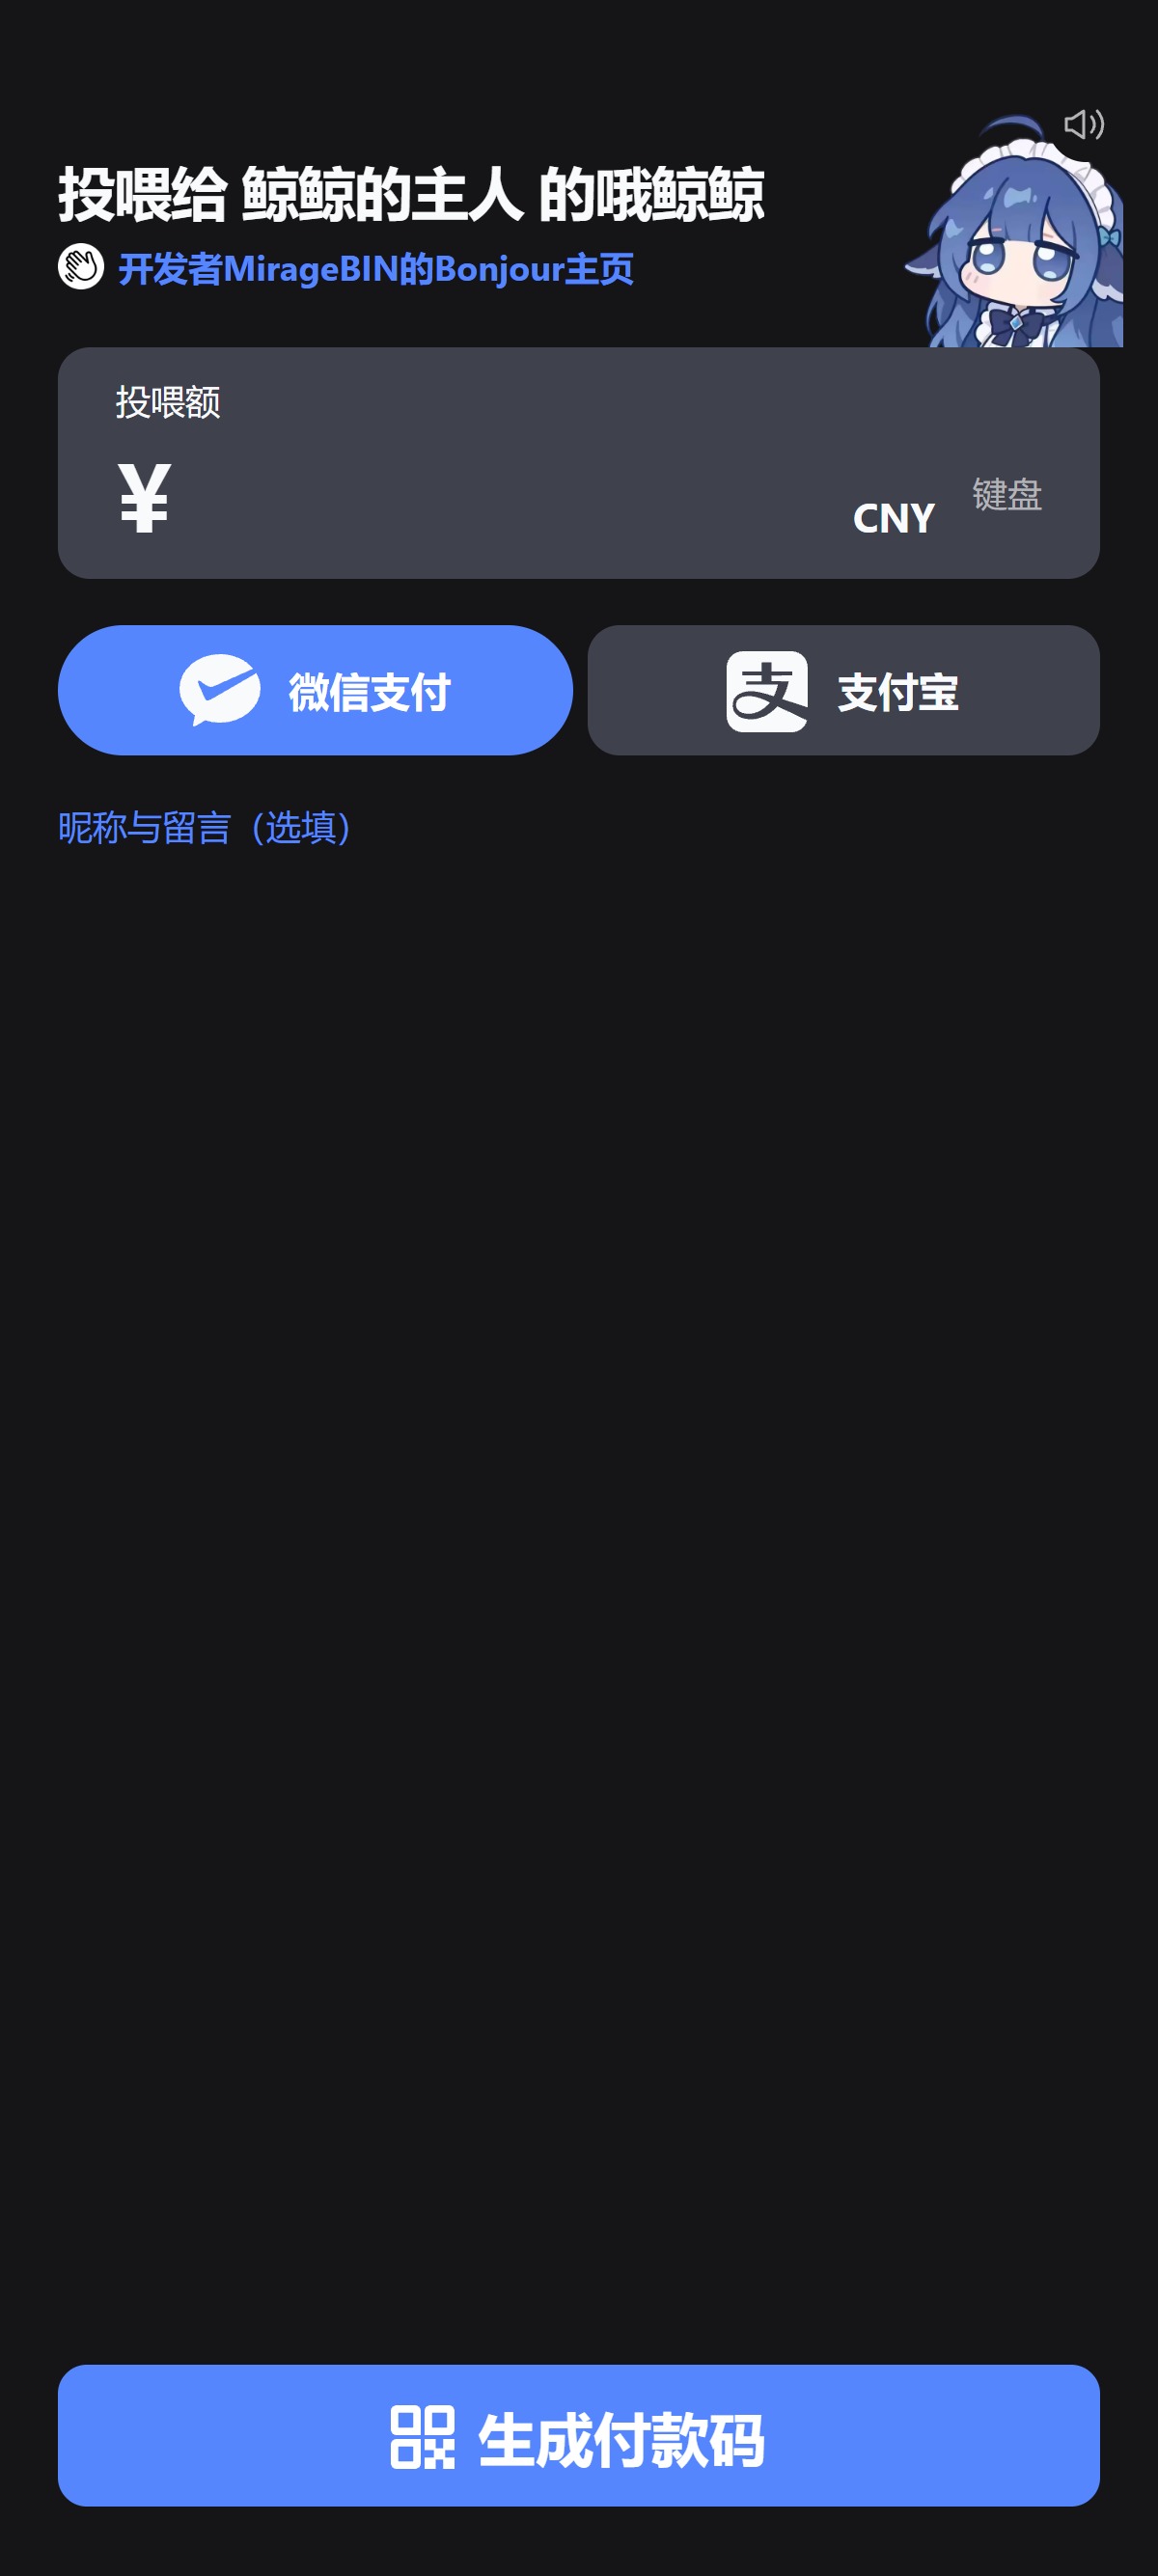 投喂给 鲸鲸的主人 的哦鲸鲸
开发者MirageBIN的Bonjour主页
投喂额
¥
CNY 键盘
微信支付
支付宝
昵称与留言（选填）
生成付款码